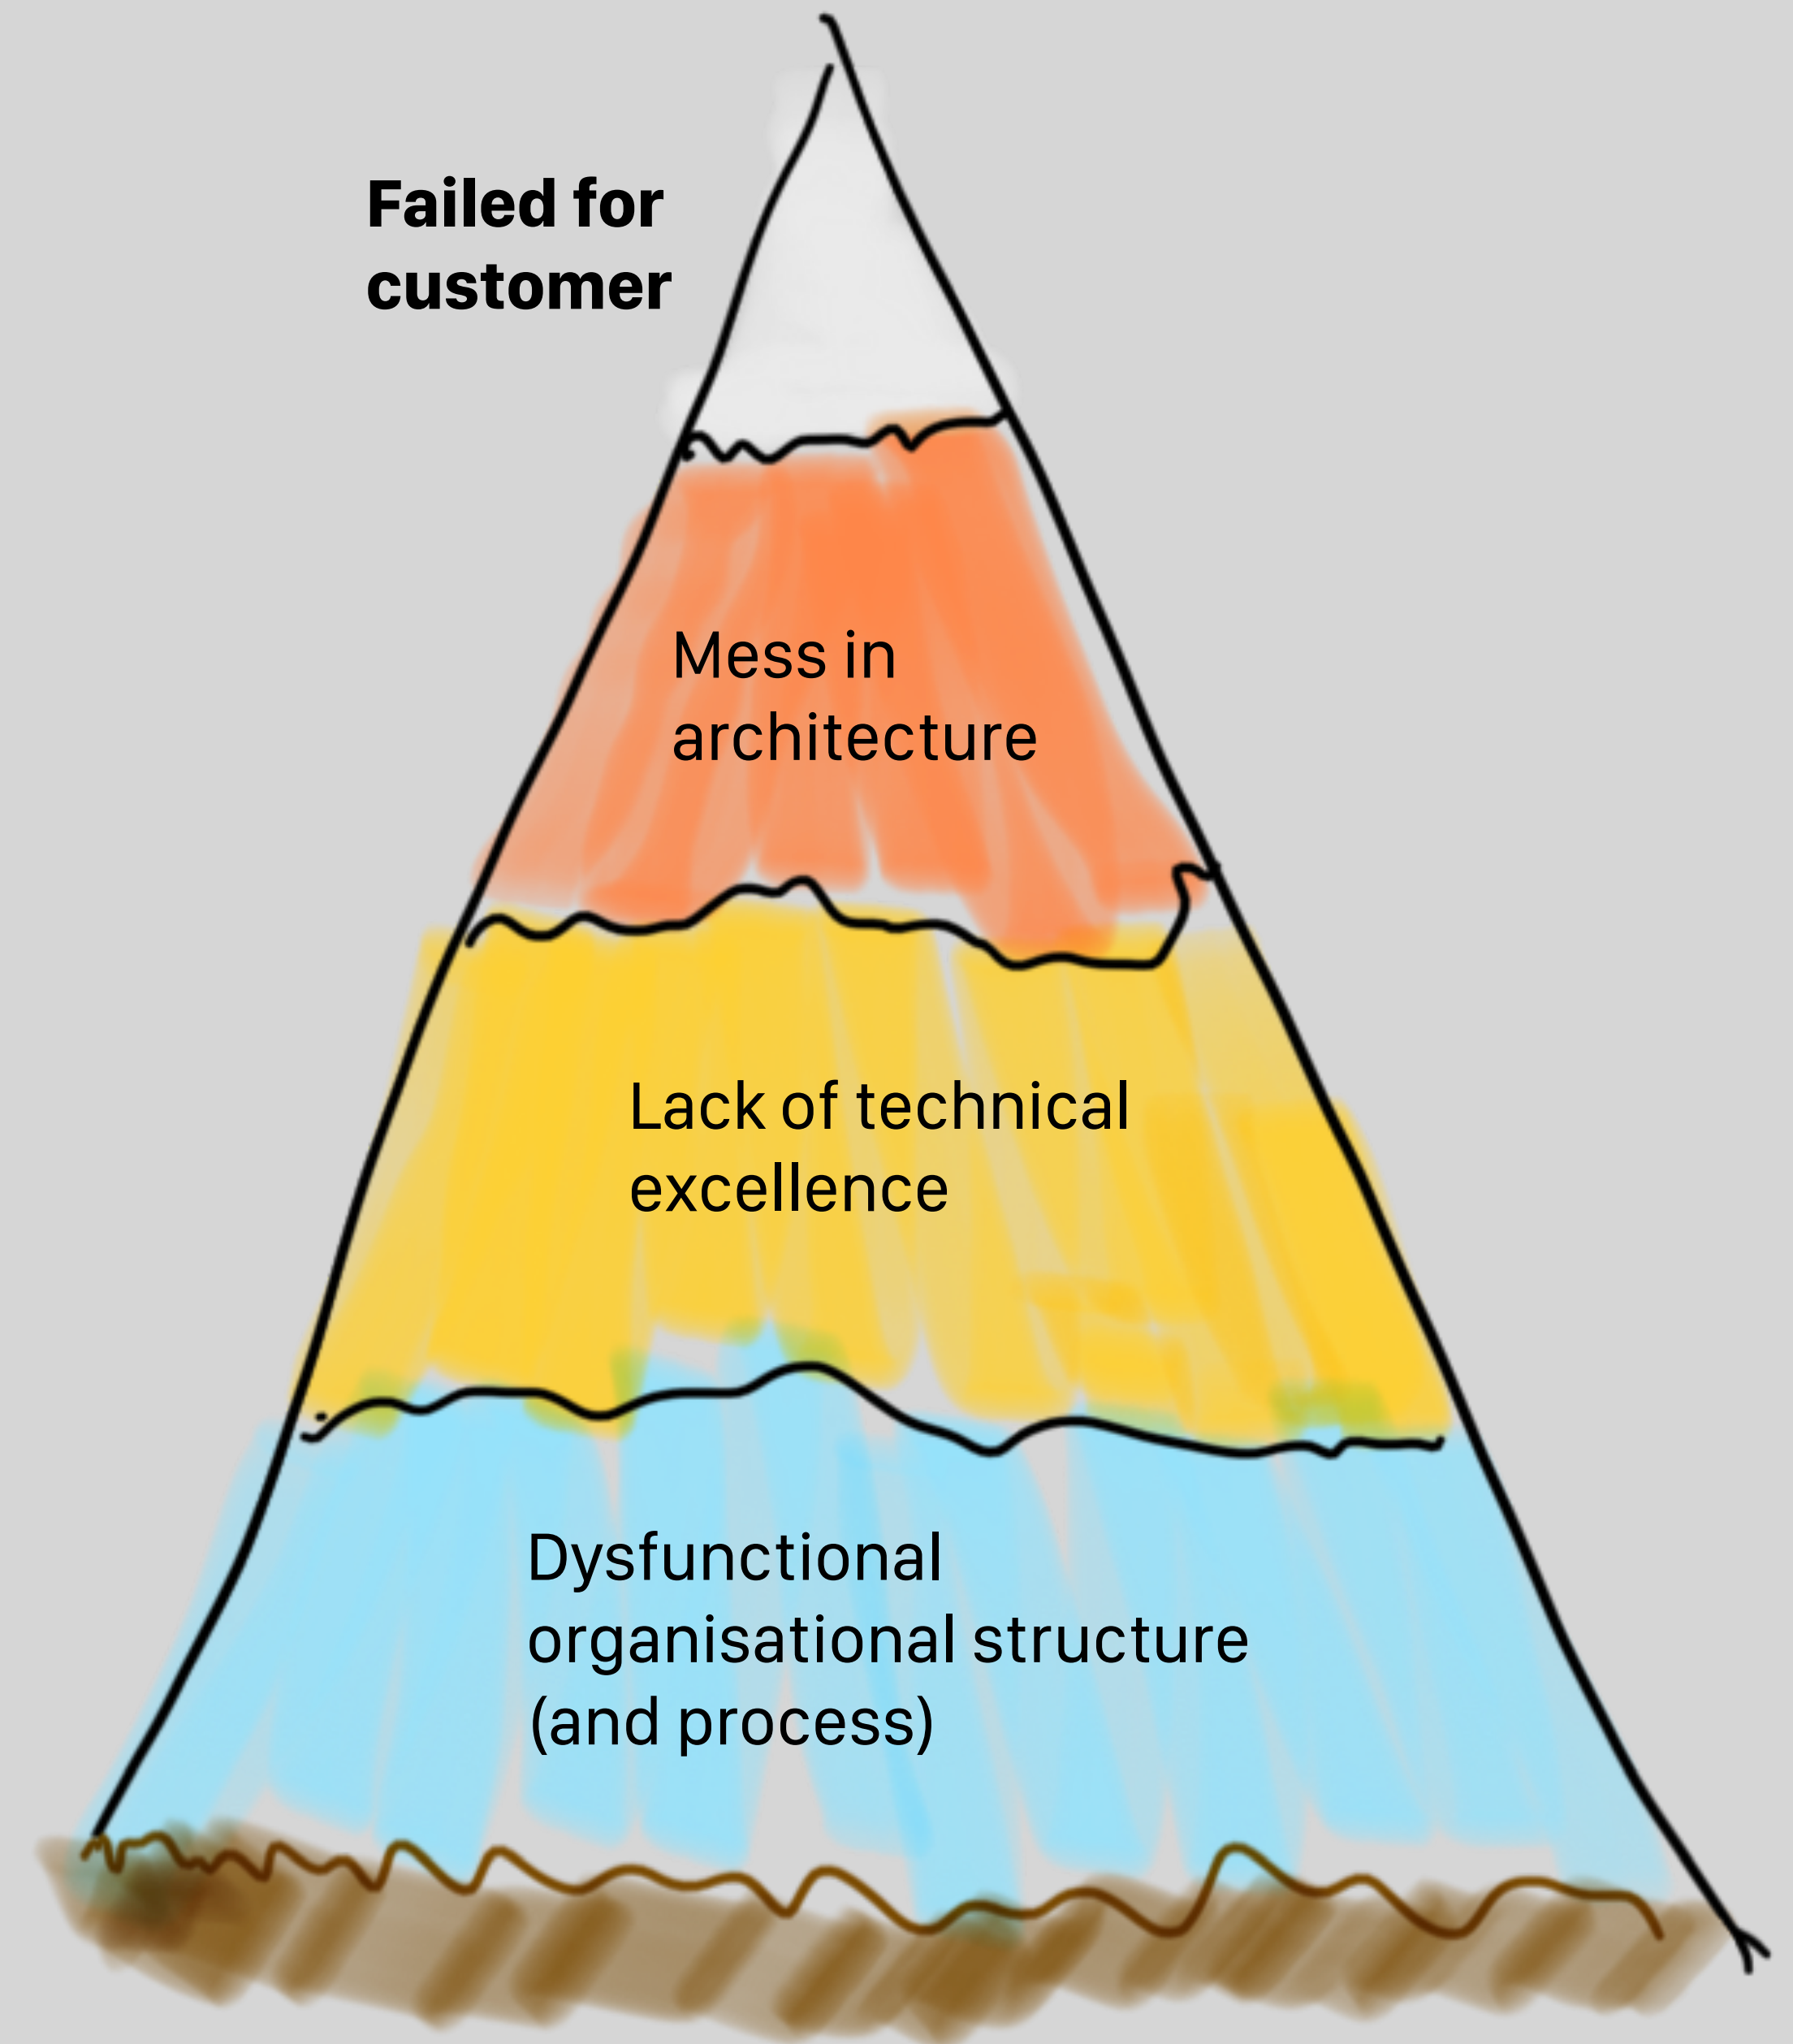 Failed for
customer
Mess in
architecture
Lack of technical
excellence
Dysfunctional
organisational structure
(and process)